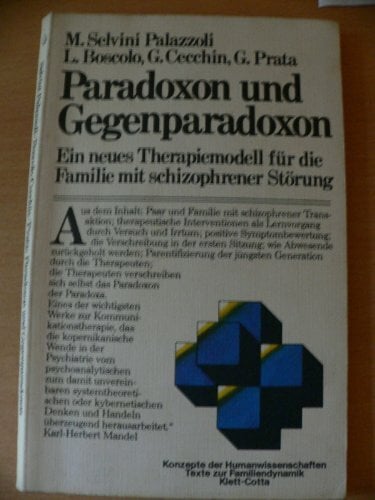 M. Selvini Palazzoli
L. Boscolo, G. Cecchin, G. Prata
Paradoxon und
Gegenparadoxon
Ein neues Therapiemodell für die
Familie mit schizophrener Störung
Aus dem Inhalt: Paar und Familie mit schizophrener Trans-
aktion; therapeutische Interventionen als Lernvorgang
durch Versuch und Irrtum; positive Symptombewertung;
die Verschreibung in der ersten Sitzung; wie Abwesende
zurückgeholt werden; Parentifizierung der jüngsten Generation
durch die Therapeuten;
die Therapeuten verschreiben
sich selbst das Paradoxon
der Paradoxa.
Eines der wichtigsten
Werke zur Kommuni-
kationstherapie, das
die kopernikanische
Wende in der
Psychiatrie vom
psychoanalytischen
zum damit unverein-
baren systemtheoreti-
schen oder kybernetischen
Denken und Handeln
überzeugend herausarbeitet."
Karl-Herbert Mandel
Konzepte der Humanwissenschaften
Texte zur Familiendynamik
Klett-Cotta